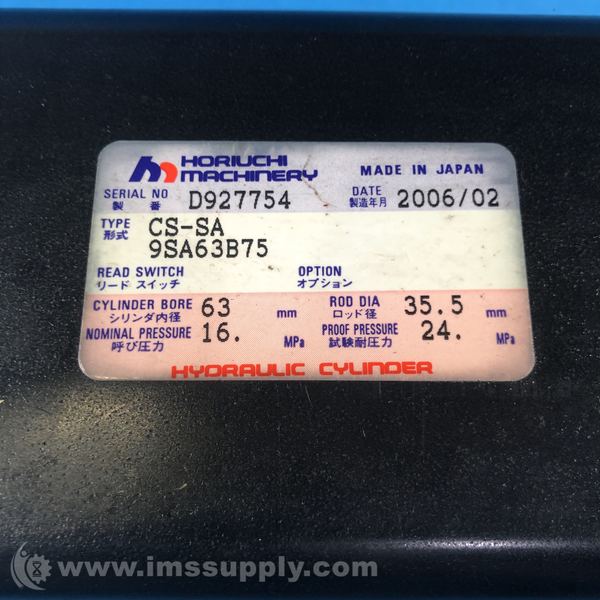 HORIUCHI
MACHINERY
MADE IN JAPAN
SERIAL NO
製番 D927754
DATE
製造年月 2006/02
TYPE
形式 CS-SA
9SA63B75
READ SWITCH
リード スイッチ
OPTION
オプション
CYLINDER BORE
シリンダ内径 63 mm
ROD DIA
ロッド径 35.5 mm
NOMINAL PRESSURE
呼び圧力 16. MPa
PROOF PRESSURE
試験耐圧力 24. MPa
HYDRAULIC CYLINDER
IMS
www.imssupply.com